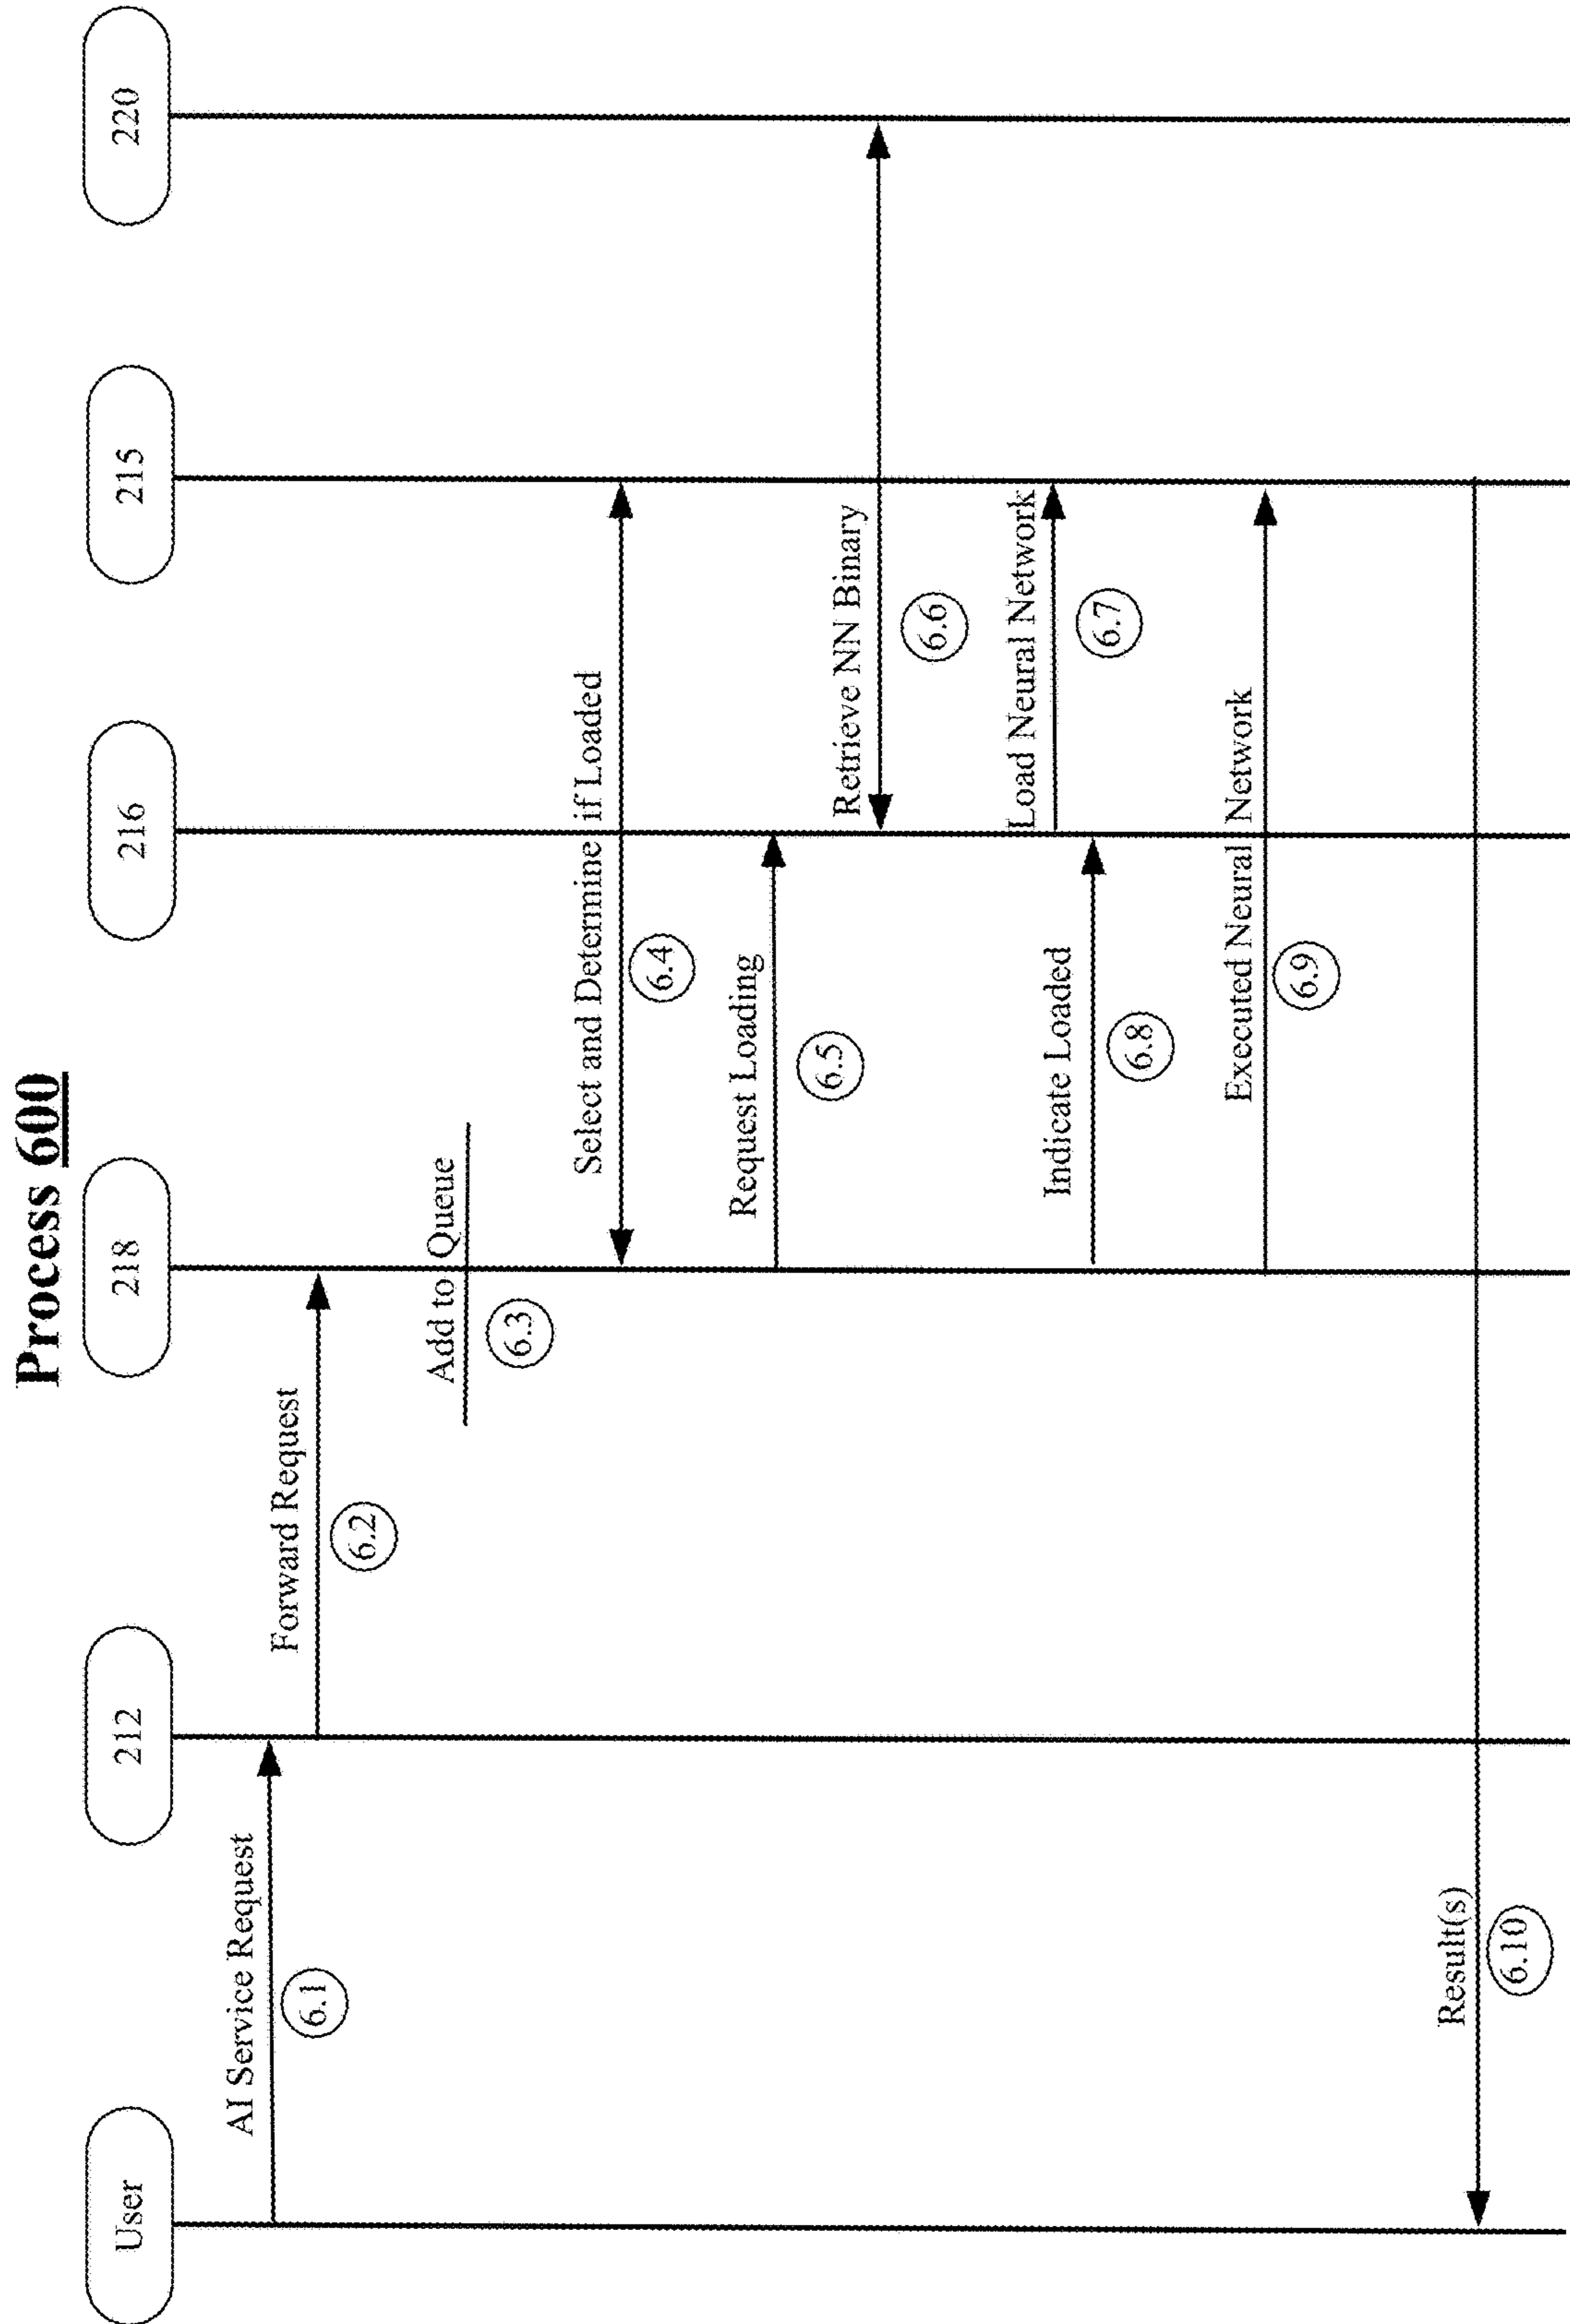 Process 600
User
212
218
216
215
220
AI Service Request
6.1
Forward Request
6.2
Add to Queue
6.3
Select and Determine if Loaded
6.4
Request Loading
6.5
Retrieve NN Binary
6.6
Load Neural Network
6.7
Indicate Loaded
6.8
Executed Neural Network
6.9
Result(s)
6.10